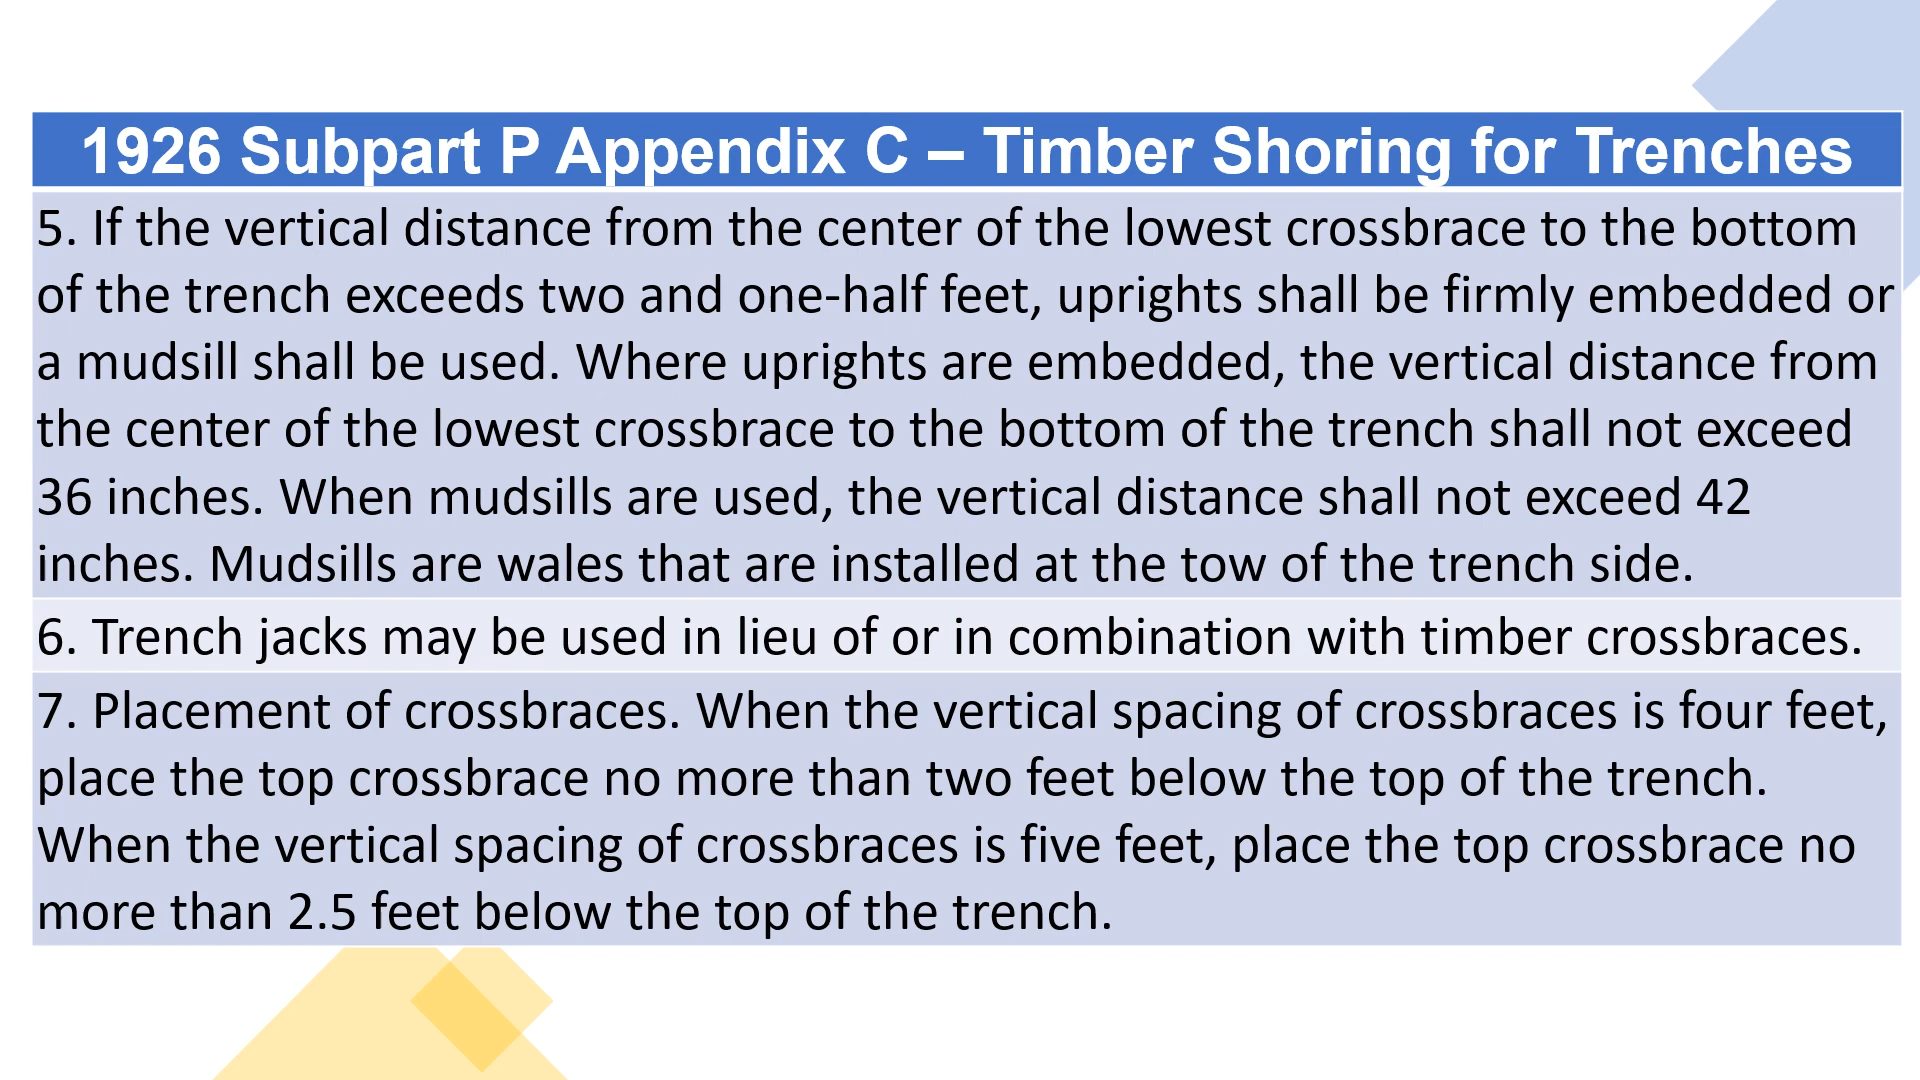 1926 Subpart P Appendix C – Timber Shoring for Trenches
5. If the vertical distance from the center of the lowest crossbrace to the bottom
of the trench exceeds two and one-half feet, uprights shall be firmly embedded or
a mudsill shall be used. Where uprights are embedded, the vertical distance from
the center of the lowest crossbrace to the bottom of the trench shall not exceed
36 inches. When mudsills are used, the vertical distance shall not exceed 42
inches. Mudsills are wales that are installed at the tow of the trench side.
6. Trench jacks may be used in lieu of or in combination with timber crossbraces.
7. Placement of crossbraces. When the vertical spacing of crossbraces is four feet,
place the top crossbrace no more than two feet below the top of the trench.
When the vertical spacing of crossbraces is five feet, place the top crossbrace no
more than 2.5 feet below the top of the trench.